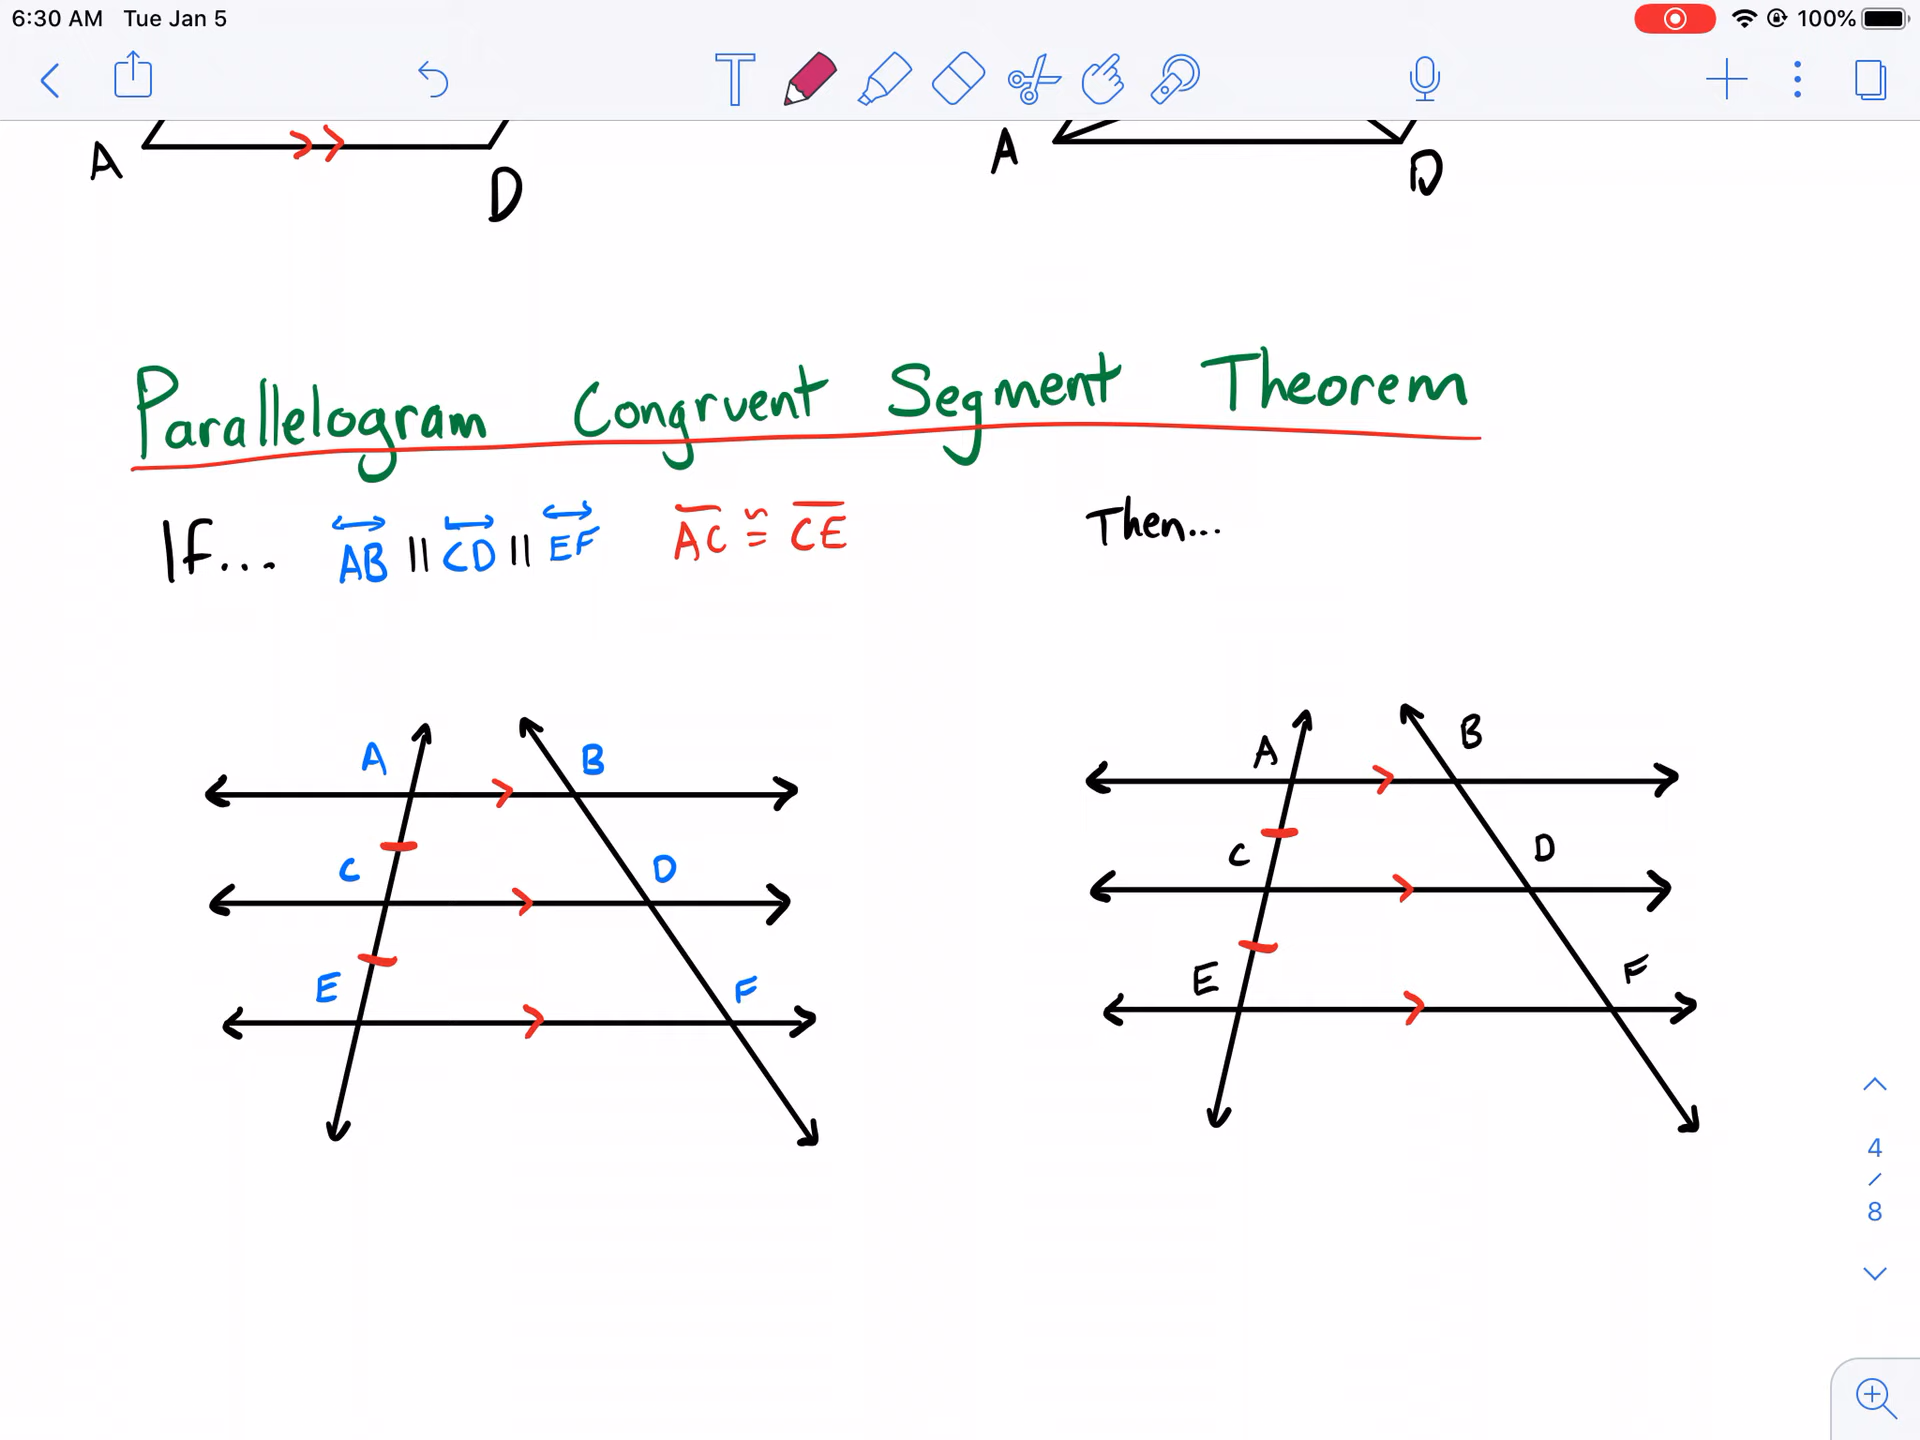 6:30 AM Tue Jan 5 100%
T
A D A D
Parallelogram Congruent Segment Theorem
If... AB || CD || EF AC ≅ CE Then...
A B A B
C D C D
E F E F
4
/
8